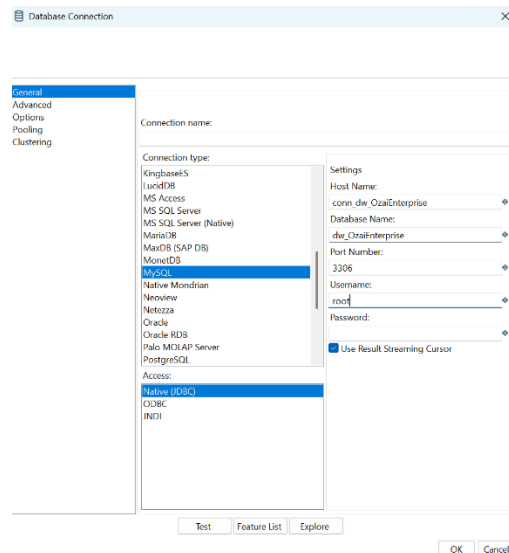 Database Connection
General
Advanced
Options
Pooling
Clustering
Connection name:
Connection type:
KingbaseES
LucidDB
MS Access
MS SQL Server
MS SQL Server (Native)
MariaDB
MaxDB (SAP DB)
MonetDB
MySQL
Native Mondrian
Neoview
Netezza
Oracle
Oracle RDB
Palo MOLAP Server
PostgreSQL
Access:
Native (JDBC)
ODBC
JNDI
Settings
Host Name:
conn_dw_OzaiEnterprise
Database Name:
dw_OzaiEnterprise
Port Number:
3306
Username:
root
Password:
Use Result Streaming Cursor
Test Feature List Explore
OK Cancel